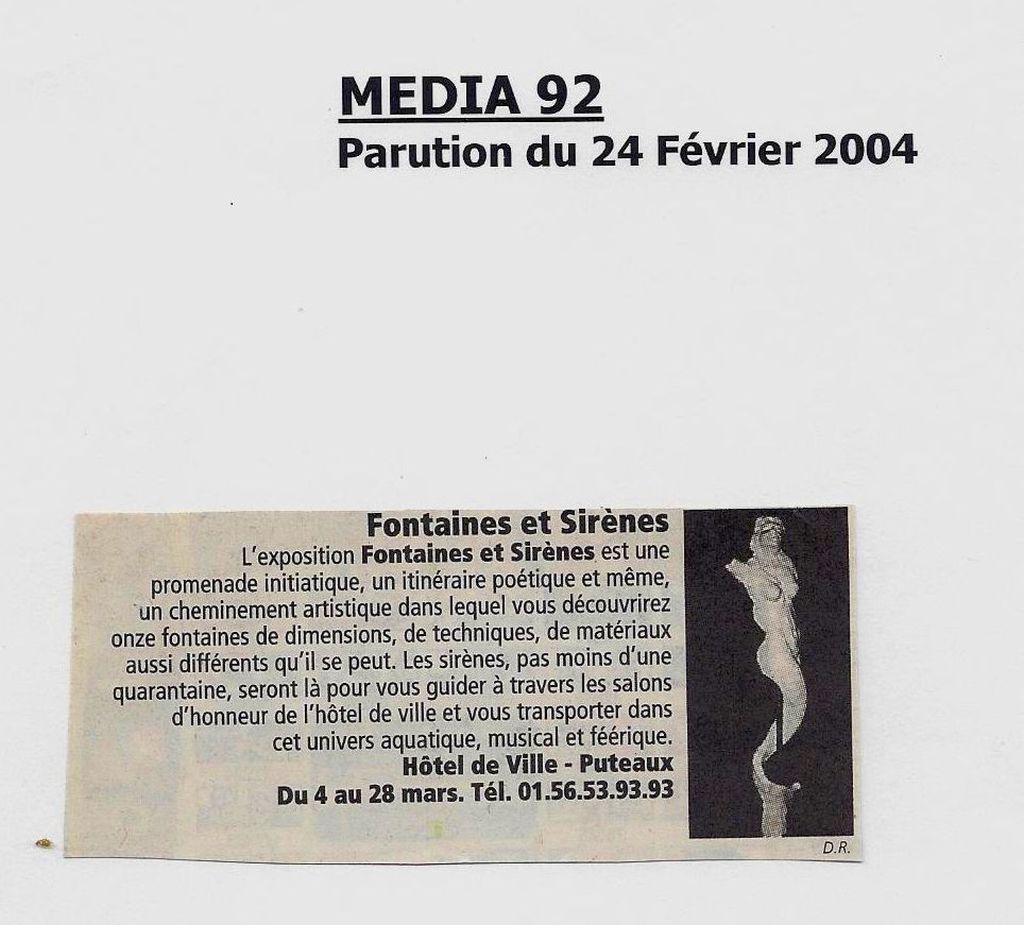 MEDIA 92
Parution du 24 Février 2004
Fontaines et Sirènes
L'exposition Fontaines et Sirènes est une
promenade initiatique, un itinéraire poétique et même,
un cheminement artistique dans lequel vous découvrirez
onze fontaines de dimensions, de techniques, de matériaux
aussi différents qu'il se peut. Les sirènes, pas moins d'une
quarantaine, seront là pour vous guider à travers les salons
d'honneur de l'hôtel de ville et vous transporter dans
cet univers aquatique, musical et féérique.
Hôtel de Ville - Puteaux
Du 4 au 28 mars. Tél. 01.56.53.93.93
D.R.